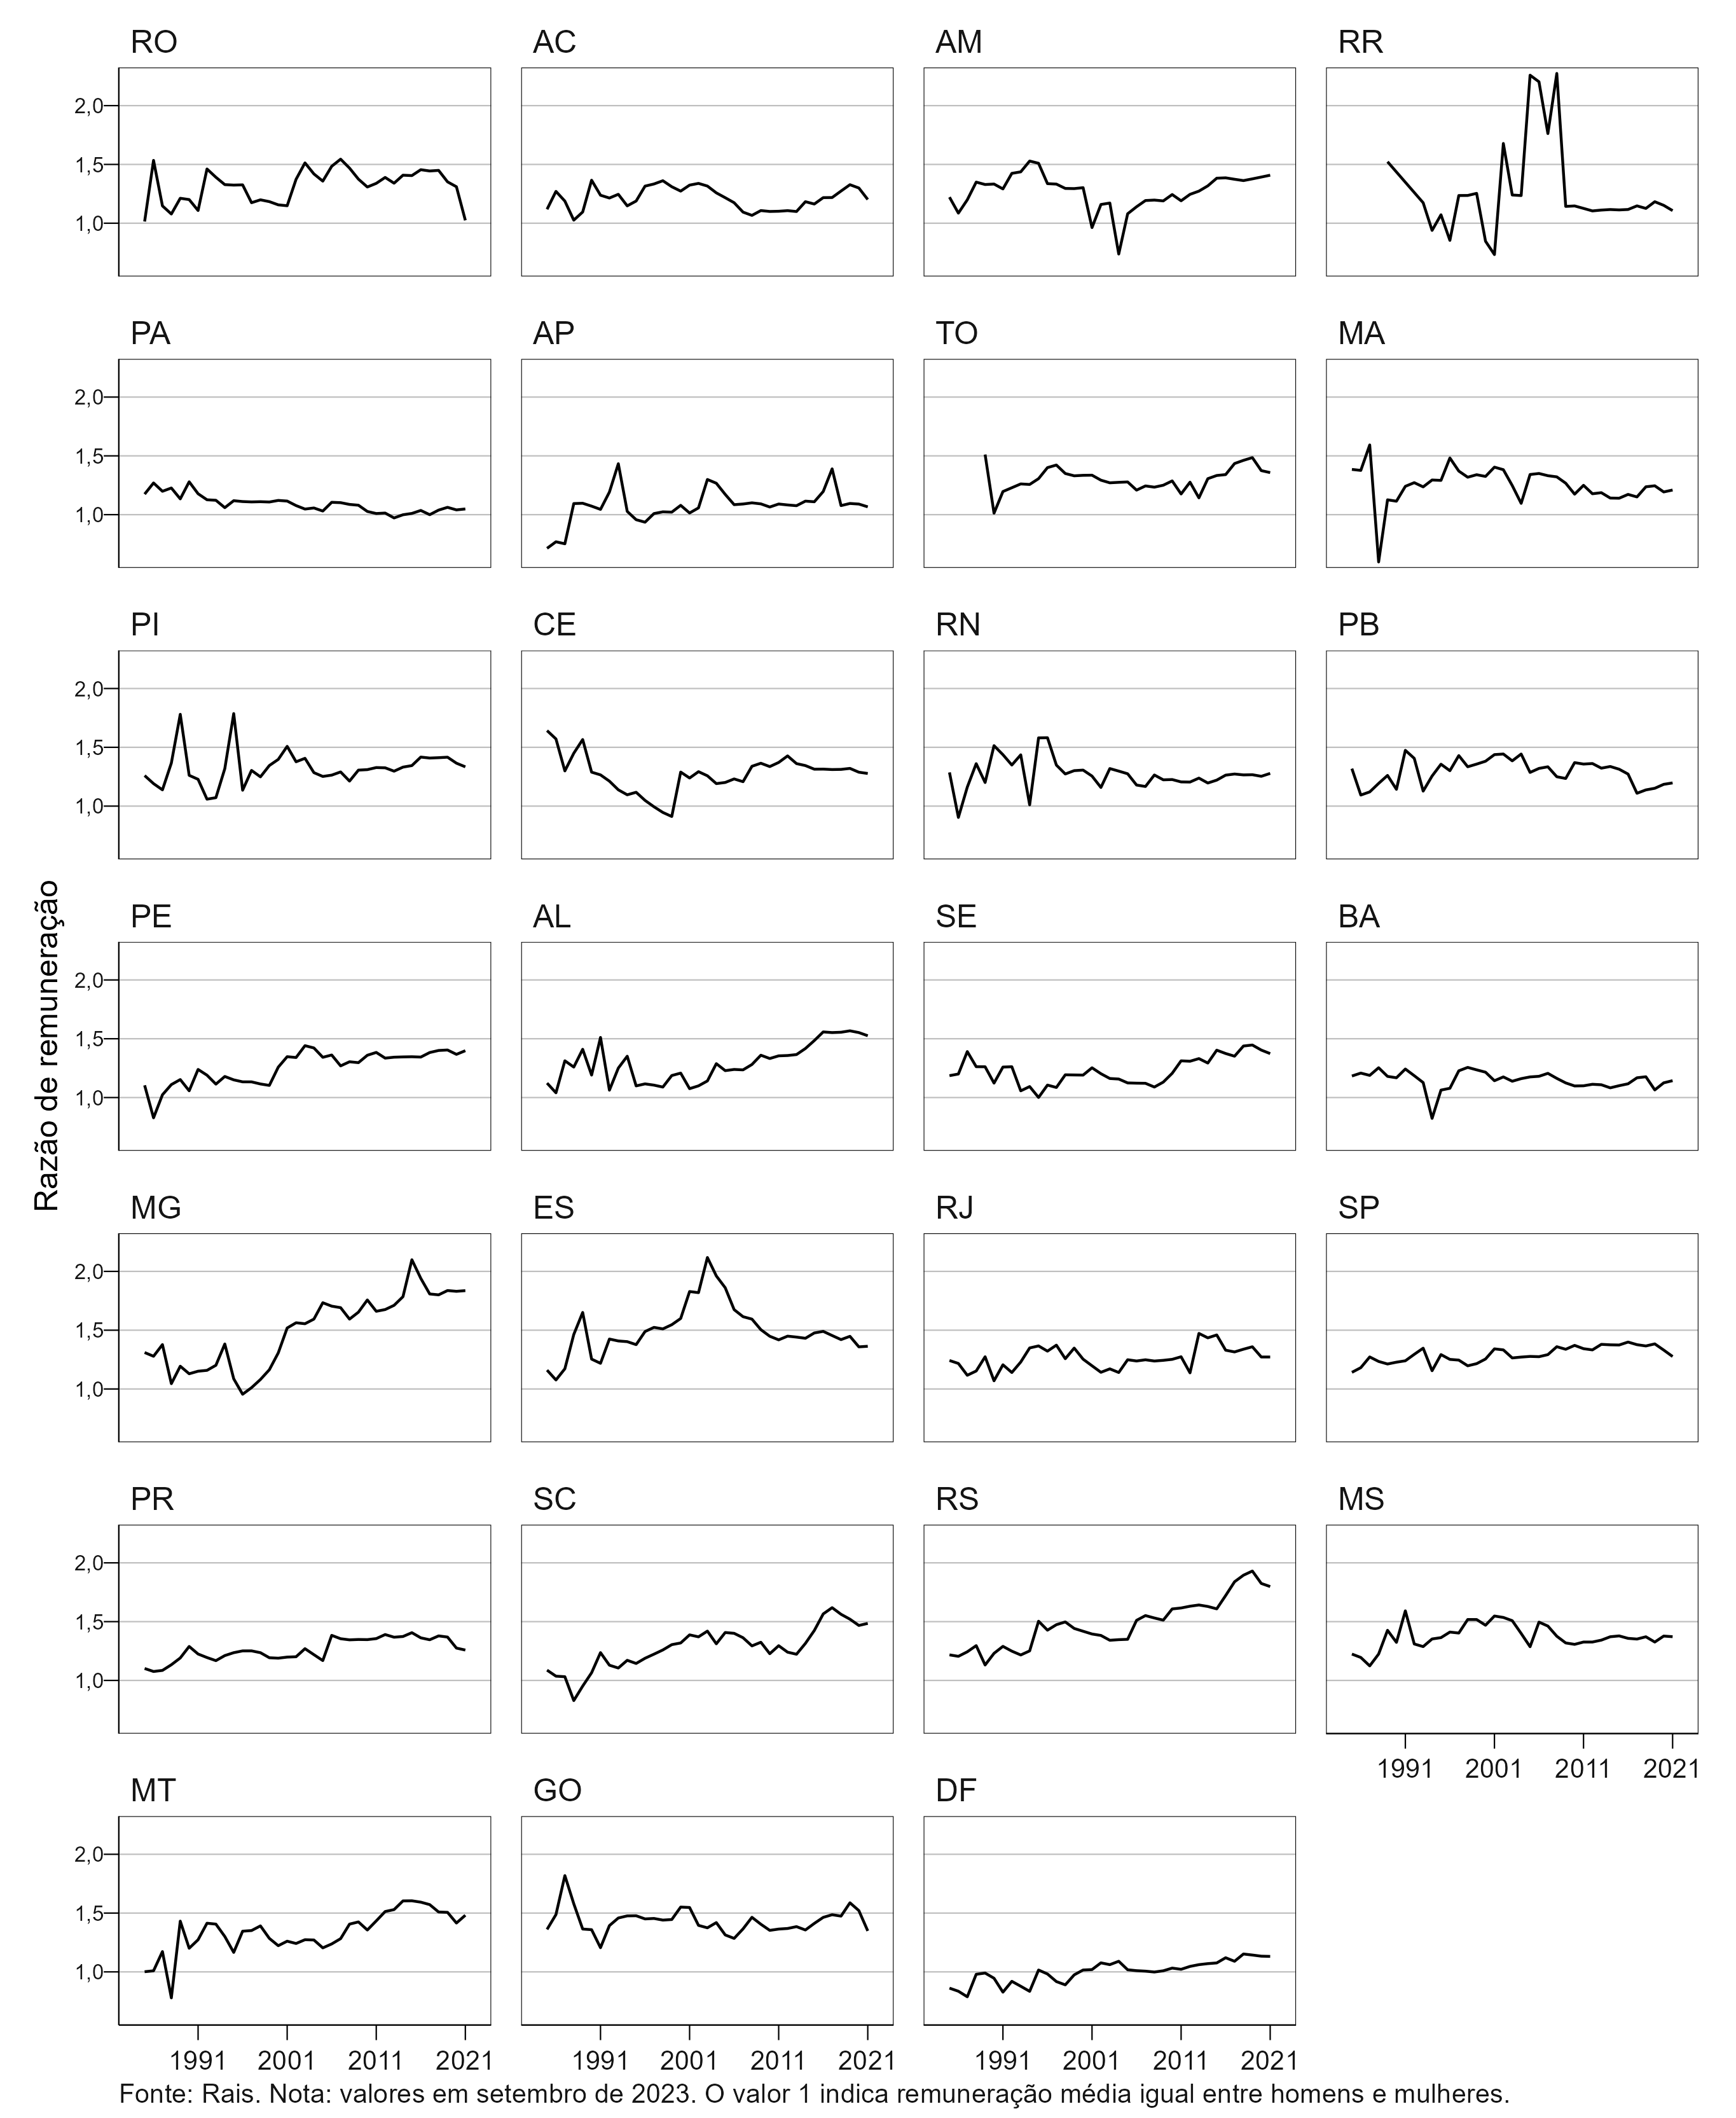 RO AC AM RR
2,0
1,5
1,0
PA AP TO MA
2,0
1,5
1,0
PI CE RN PB
2,0
1,5
1,0
Razão de remuneração
PE AL SE BA
2,0
1,5
1,0
MG ES RJ SP
2,0
1,5
1,0
PR SC RS MS
2,0
1,5
1,0
1991 2001 2011 2021
MT GO DF
2,0
1,5
1,0
1991 2001 2011 2021 1991 2001 2011 2021 1991 2001 2011 2021
Fonte: Rais. Nota: valores em setembro de 2023. O valor 1 indica remuneração média igual entre homens e mulheres.